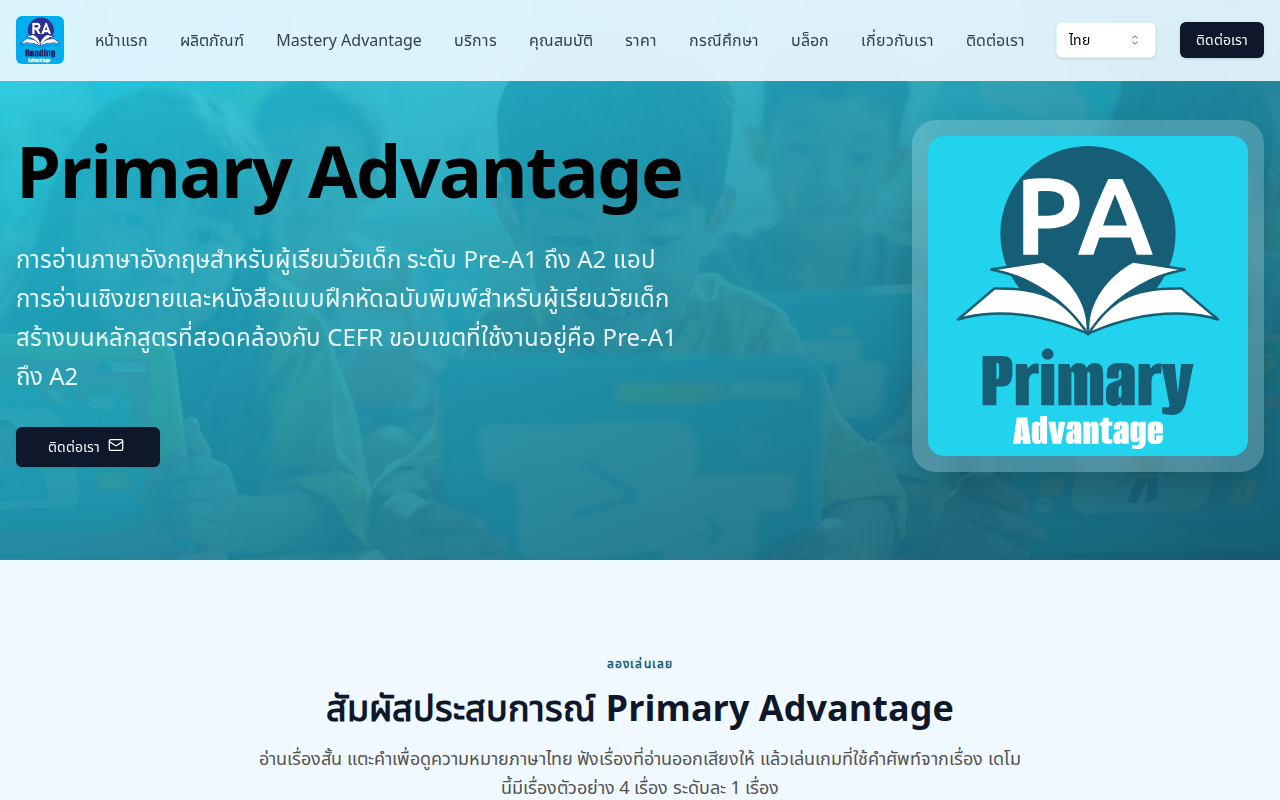 RA
Reading
Advantage
หน้าแรก
ผลิตภัณฑ์
Mastery Advantage
บริการ
คุณสมบัติ
ราคา
กรณีศึกษา
บล็อก
เกี่ยวกับเรา
ติดต่อเรา
ไทย
ติดต่อเรา
Primary Advantage
การอ่านภาษาอังกฤษสำหรับผู้เรียนวัยเด็ก ระดับ Pre-A1 ถึง A2 แอป
การอ่านเชิงขยายและหนังสือแบบฝึกหัดฉบับพิมพ์สำหรับผู้เรียนวัยเด็ก
สร้างบนหลักสูตรที่สอดคล้องกับ CEFR ขอบเขตที่ใช้งานอยู่คือ Pre-A1
ถึง A2
ติดต่อเรา
PA
Primary
Advantage
ลองเล่นเลย
สัมผัสประสบการณ์ Primary Advantage
อ่านเรื่องสั้น แตะคำเพื่อดูความหมายภาษาไทย ฟังเรื่องที่อ่านออกเสียงให้ แล้วเล่นเกมที่ใช้คำศัพท์จากเรื่อง เดโม
นี้มีเรื่องตัวอย่าง 4 เรื่อง ระดับละ 1 เรื่อง